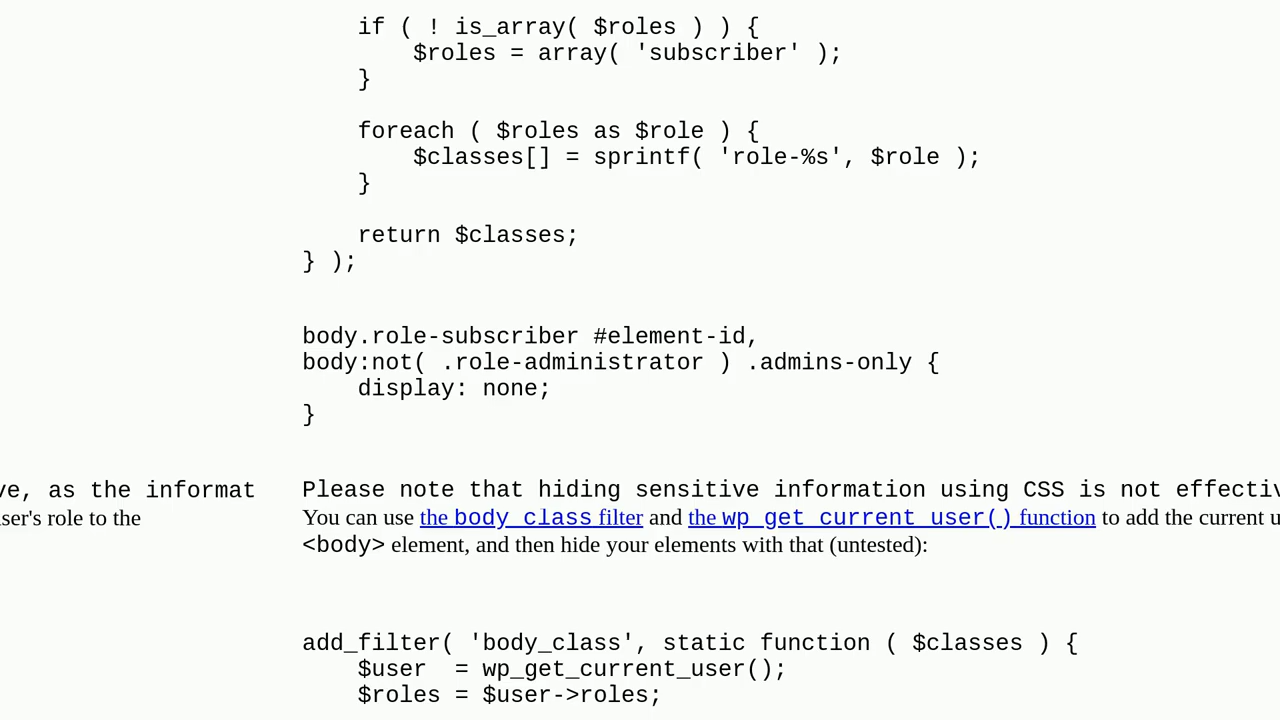 if ( ! is_array( $roles ) ) {
$roles = array( 'subscriber' );
}
foreach ( $roles as $role ) {
$classes[] = sprintf( 'role-%s', $role );
}
return $classes;
} );
body.role-subscriber #element-id,
body:not( .role-administrator ) .admins-only {
display: none;
}
ve, as the informat
ser's role to the
Please note that hiding sensitive information using CSS is not effectiv
You can use the body_class filter and the wp_get_current_user() function to add the current u
<body> element, and then hide your elements with that (untested):
add_filter( 'body_class', static function ( $classes ) {
$user  = wp_get_current_user();
$roles = $user->roles;